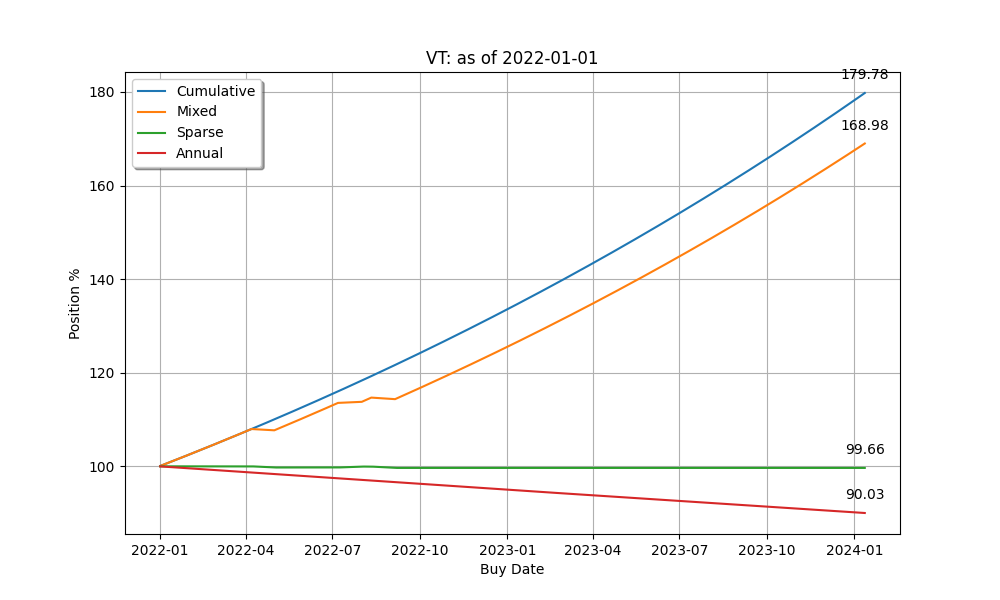 VT: as of 2022-01-01
179.78
180
Cumulative
Mixed
Sparse
Annual
168.98
160
140
120
100
99.66
90.03
Position %
2022-01 2022-04 2022-07 2022-10 2023-01 2023-04 2023-07 2023-10 2024-01
Buy Date